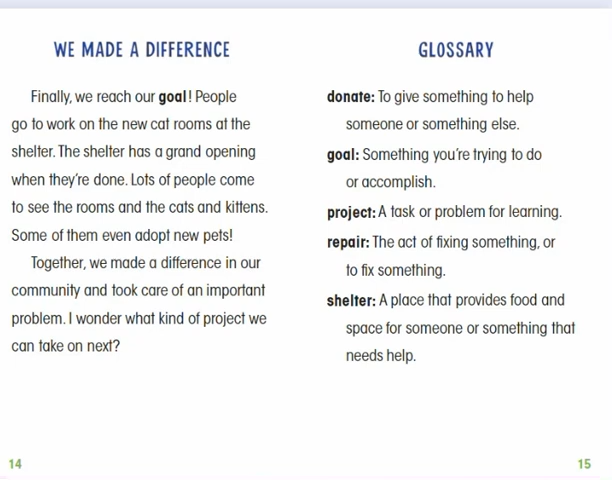 WE MADE A DIFFERENCE
Finally, we reach our goal! People
go to work on the new cat rooms at the
shelter. The shelter has a grand opening
when they're done. Lots of people come
to see the rooms and the cats and kittens.
Some of them even adopt new pets!
Together, we made a difference in our
community and took care of an important
problem. I wonder what kind of project we
can take on next?
14
GLOSSARY
donate: To give something to help
someone or something else.
goal: Something you're trying to do
or accomplish.
project: A task or problem for learning.
repair: The act of fixing something, or
to fix something.
shelter: A place that provides food and
space for someone or something that
needs help.
15